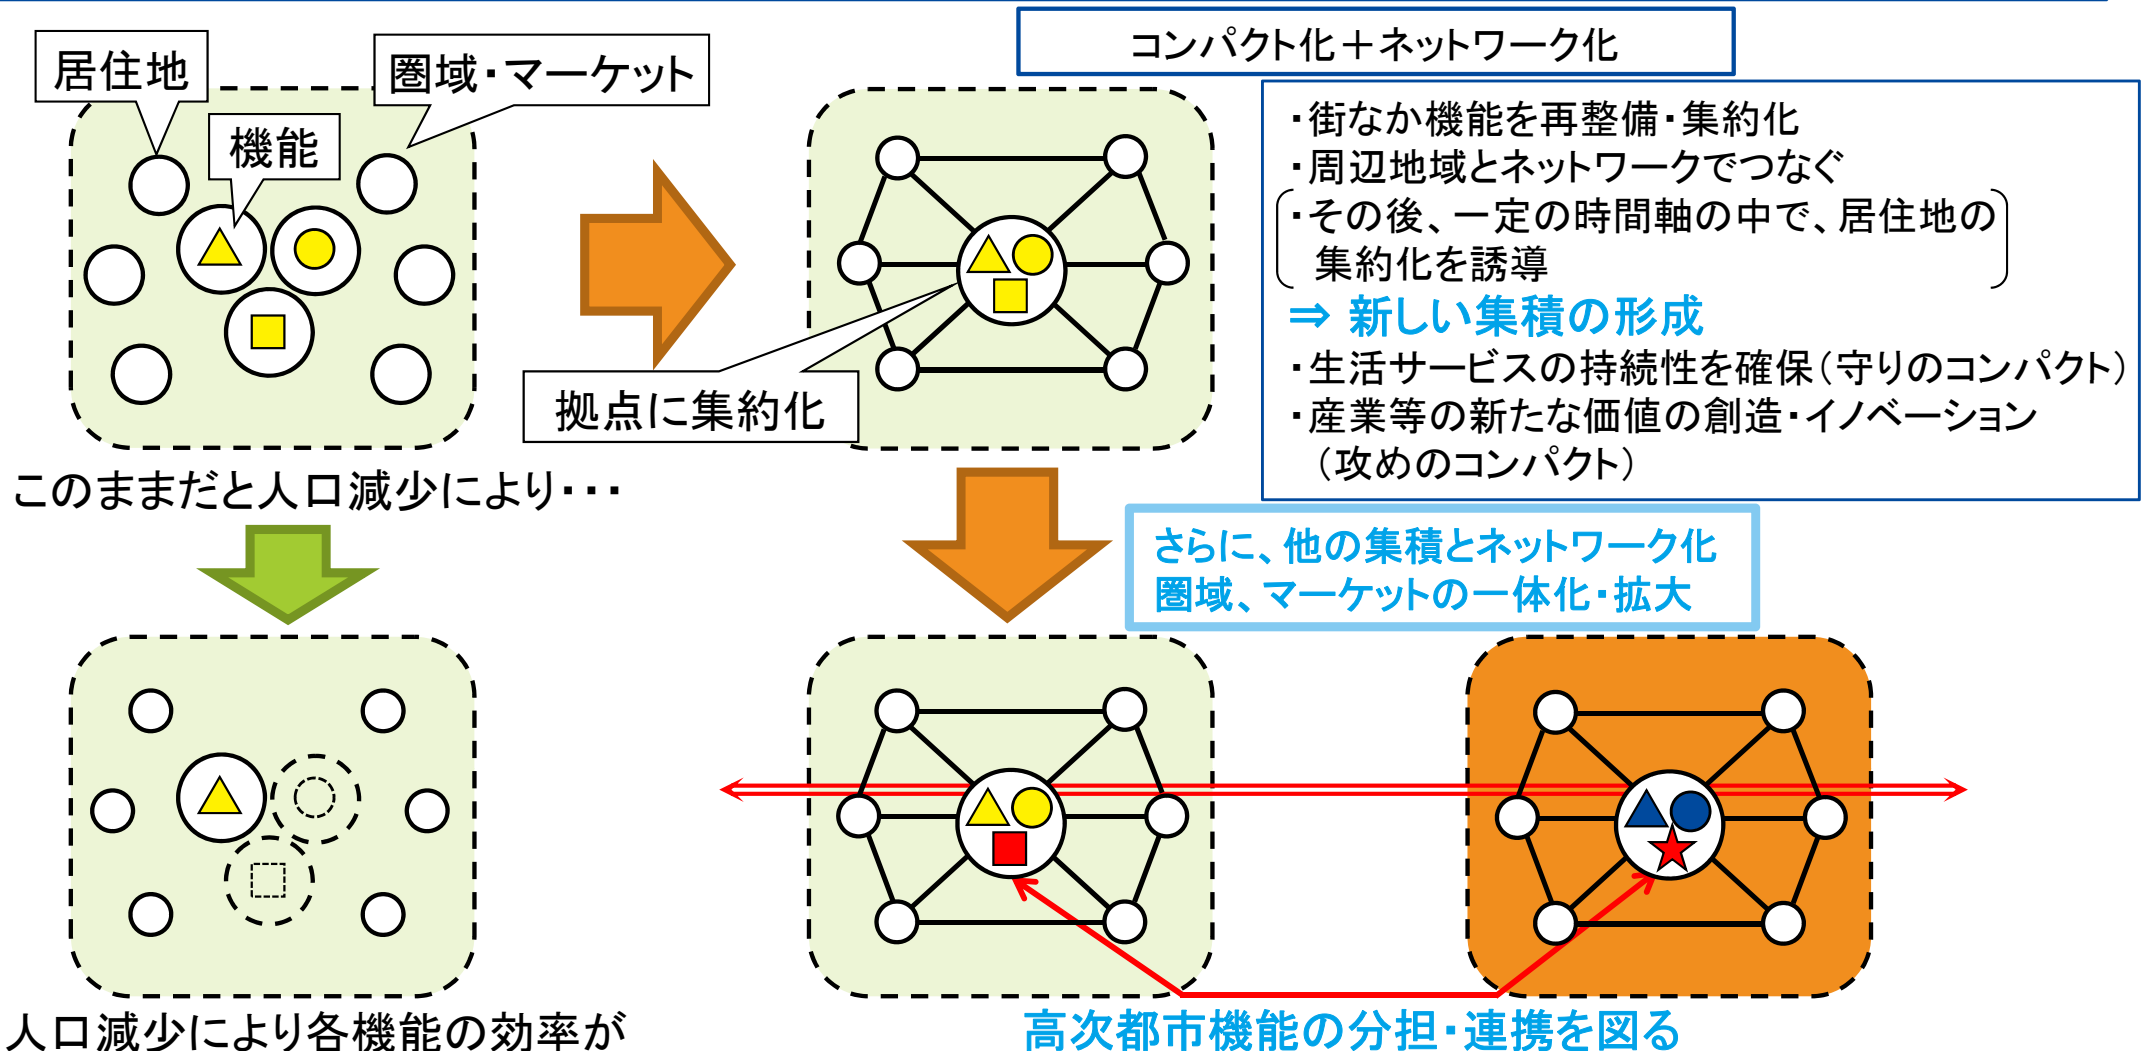 コンパクト化＋ネットワーク化
居住地
圏域・マーケット
機能
・街なか機能を再整備・集約化
・周辺地域とネットワークでつなぐ
・その後、一定の時間軸の中で、居住地の
集約化を誘導
⇒ 新しい集積の形成
・生活サービスの持続性を確保（守りのコンパクト）
・産業等の新たな価値の創造・イノベーション
（攻めのコンパクト）
拠点に集約化
このままだと人口減少により・・・
さらに、他の集積とネットワーク化
圏域、マーケットの一体化・拡大
人口減少により各機能の効率が
高次都市機能の分担・連携を図る